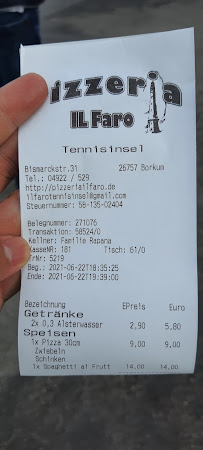 Pizzeria
IL Faro
Tennisinsel
Bismarckstr.31 26757 Borkum
Tel.: 04922 / 529
http://pizzeriailfaro.de
ilfarotennisinsel@gmail.com
Steuernummer: 58-135-02404
Belegnummer: 271076
Transaktion: 58524/0
Kellner: Familie Rapana
KasseNR: 181 Tisch: 61/0
TrNr: 5219
Beg.: 2021-06-22T18:35:25
Ende: 2021-06-22T19:39:00
Bezeichnung EPreis Euro
Getränke
2x 0,3 Alsterwasser 2,90 5,80
Speisen
1x Pizza 30cm 9,00 9,00
Zwiebeln
Schinken
1x Spaghetti al Frutt 14,00 14,00